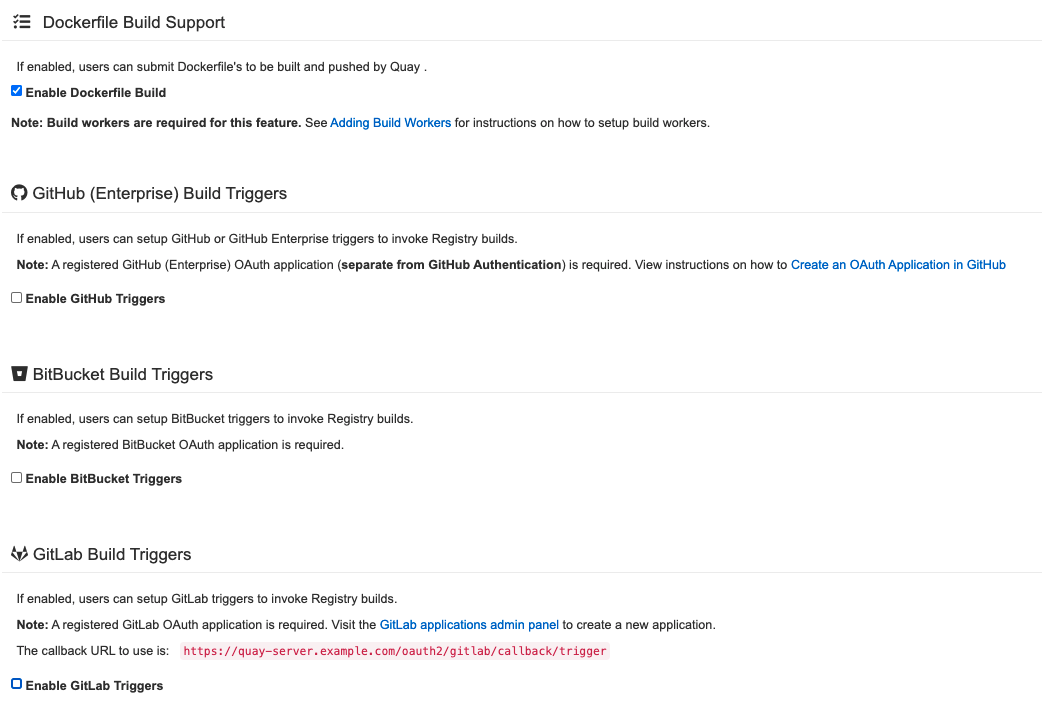 Dockerfile Build Support
If enabled, users can submit Dockerfile's to be built and pushed by Quay .
Enable Dockerfile Build
Note: Build workers are required for this feature. See Adding Build Workers for instructions on how to setup build workers.
GitHub (Enterprise) Build Triggers
If enabled, users can setup GitHub or GitHub Enterprise triggers to invoke Registry builds.
Note: A registered GitHub (Enterprise) OAuth application (separate from GitHub Authentication) is required. View instructions on how to Create an OAuth Application in GitHub
Enable GitHub Triggers
BitBucket Build Triggers
If enabled, users can setup BitBucket triggers to invoke Registry builds.
Note: A registered BitBucket OAuth application is required.
Enable BitBucket Triggers
GitLab Build Triggers
If enabled, users can setup GitLab triggers to invoke Registry builds.
Note: A registered GitLab OAuth application is required. Visit the GitLab applications admin panel to create a new application.
The callback URL to use is: https://quay-server.example.com/oauth2/gitlab/callback/trigger
Enable GitLab Triggers